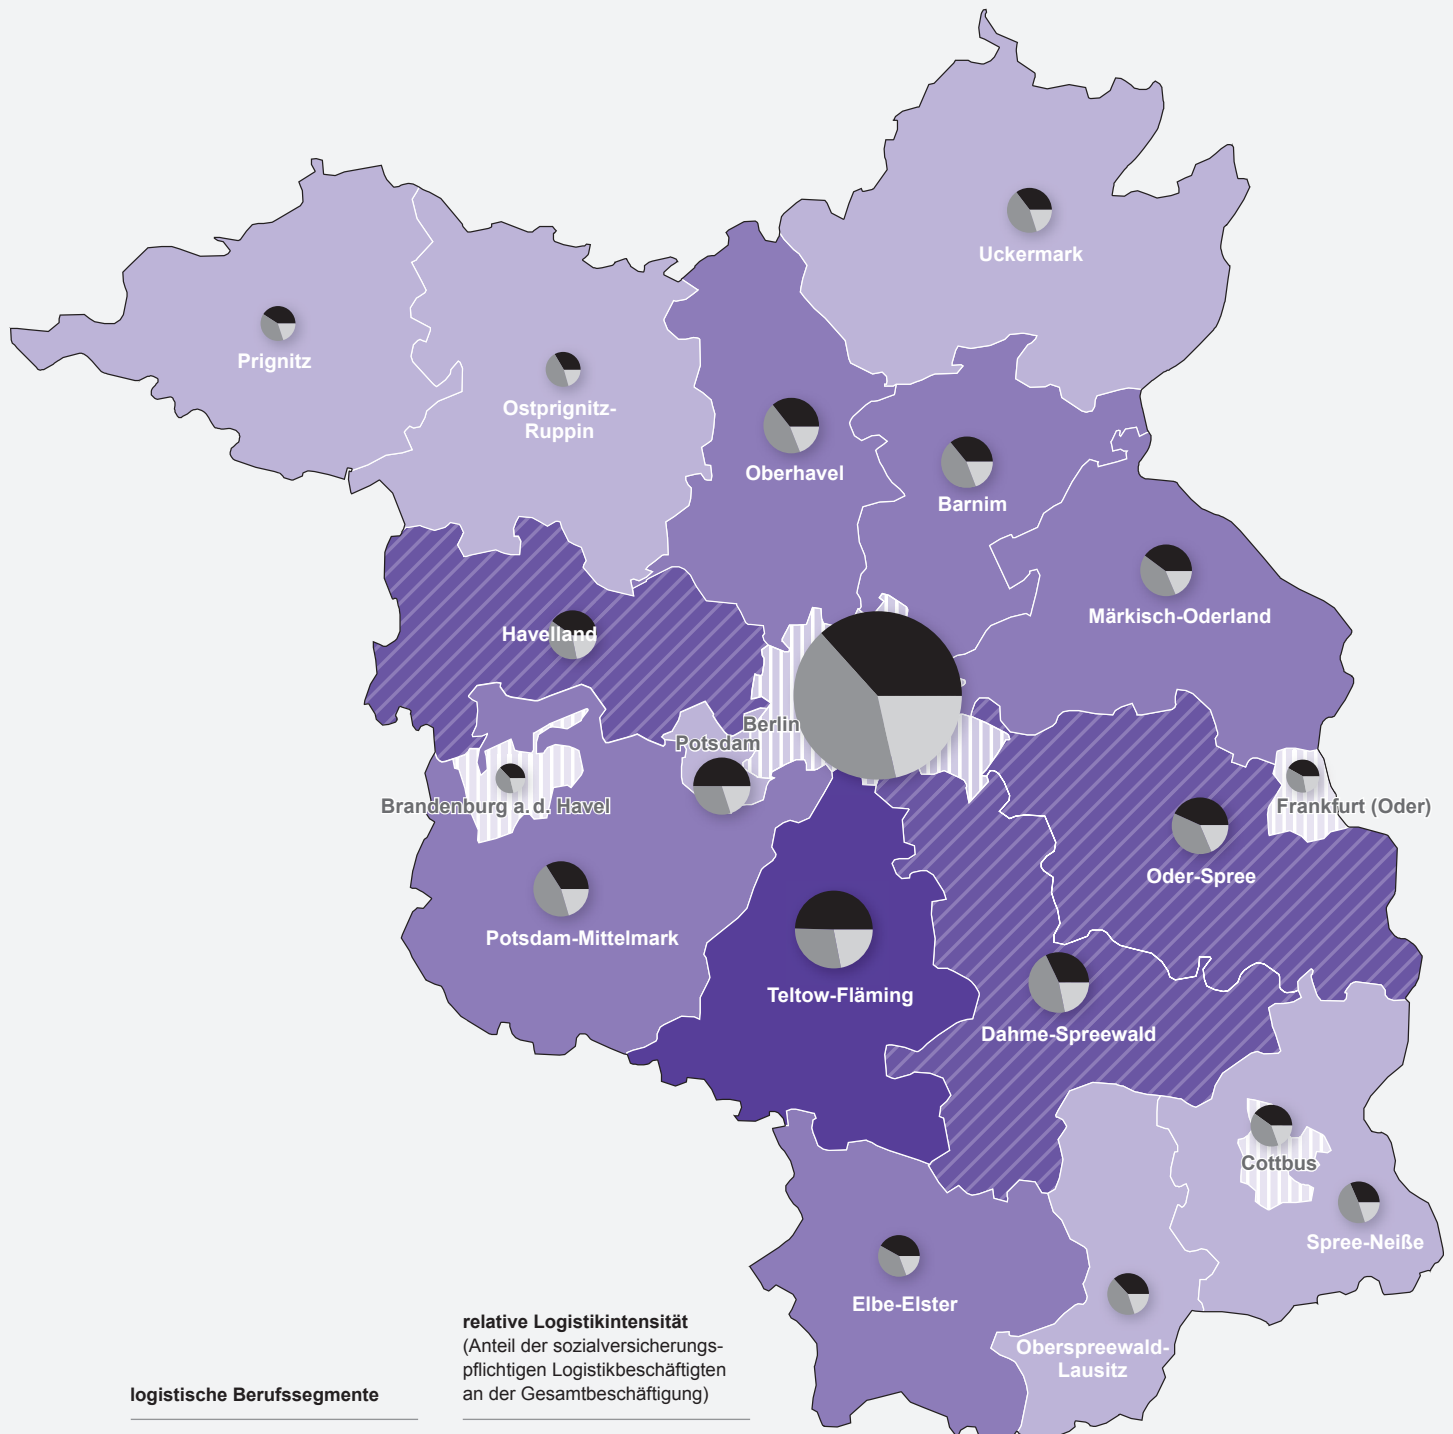 Uckermark
Prignitz
Ostprignitz-
Ruppin
Oberhavel
Barnim
Märkisch-Oderland
Havelland
Berlin
Potsdam
Brandenburg a. d. Havel
Frankfurt (Oder)
Oder-Spree
Potsdam-Mittelmark
Teltow-Fläming
Dahme-Spreewald
Cottbus
Spree-Neiße
Elbe-Elster
Oberspreewald-
Lausitz
logistische Berufssegmente
relative Logistikintensität
(Anteil der sozialversicherungs-
pflichtigen Logistikbeschäftigten
an der Gesamtbeschäftigung)